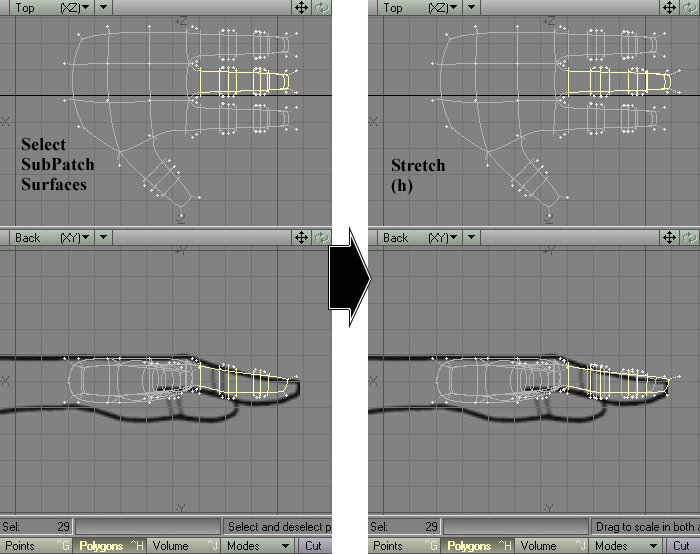 Top (XZ)
Z
X
Select
SubPatch
Surfaces
-Z
Back (XY)
+Y
X
-Y
Sel: 29
Select and deselect p
Points ^G Polygons ^H Volume ^J Modes Cut
Top (XZ)
Z
X
Stretch
(h)
-Z
Back (XY)
+Y
X
-Y
Sel: 29
Drag to scale in both a
Points ^G Polygons ^H Volume ^J Modes Cut